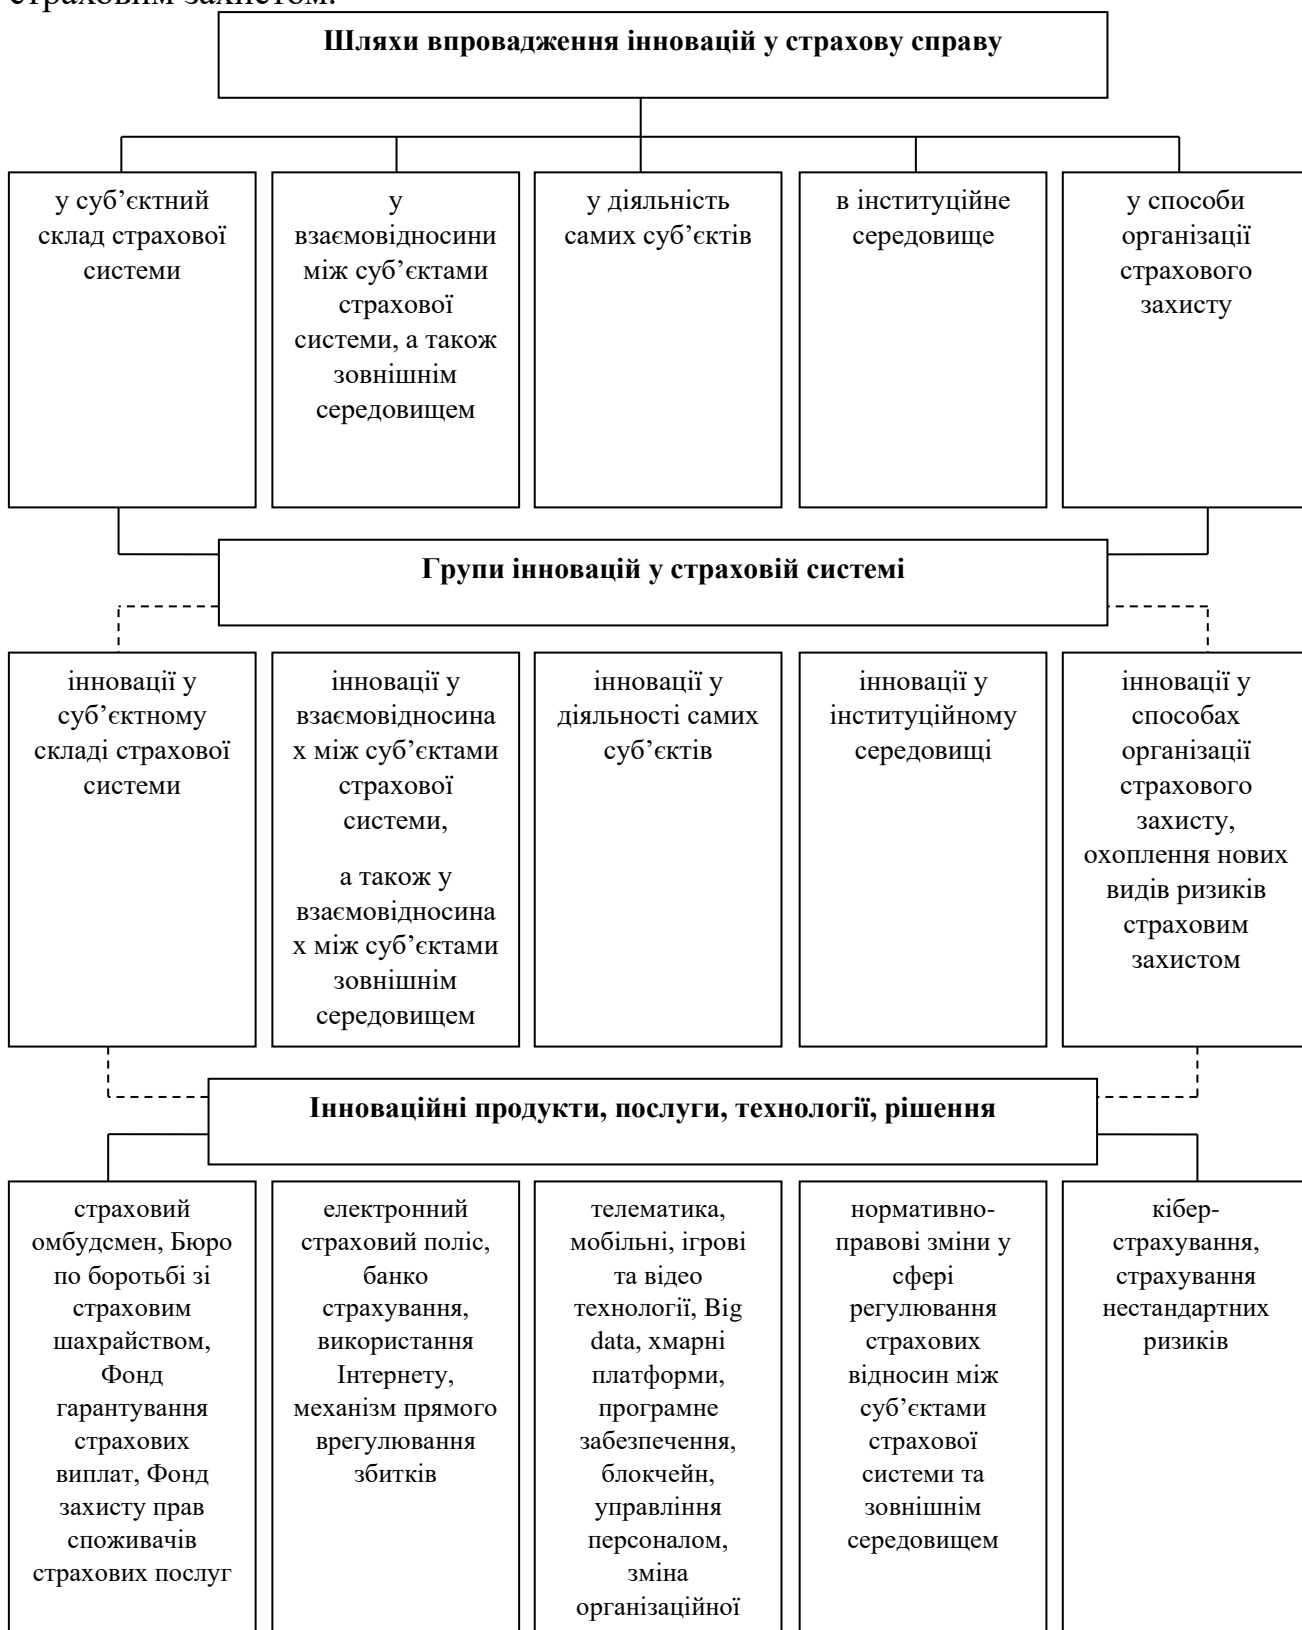 страховим захистом.
Шляхи впровадження інновацій у страхову справу
у суб’єктний
склад страхової
системи
у
взаємовідносини
між суб’єктами
страхової
системи, а також
зовнішнім
середовищем
у діяльність
самих суб’єктів
в інституційне
середовище
у способи
організації
страхового
захисту
Групи інновацій у страховій системі
інновації у
суб’єктному
складі страхової
системи
інновації у
взаємовідносина
х між суб’єктами
страхової
системи,
а також у
взаємовідносина
х між суб’єктами
зовнішнім
середовищем
інновації у
діяльності самих
суб’єктів
інновації у
інституційному
середовищі
інновації у
способах
організації
страхового
захисту,
охоплення нових
видів ризиків
страховим
захистом
Інноваційні продукти, послуги, технології, рішення
страховий
омбудсмен, Бюро
по боротьбі зі
страховим
шахрайством,
Фонд
гарантування
страхових
виплат, Фонд
захисту прав
споживачів
страхових послуг
електронний
страховий поліс,
банко
страхування,
використання
Інтернету,
механізм прямого
врегулювання
збитків
телематика,
мобільні, ігрові
та відео
технології, Big
data, хмарні
платформи,
програмне
забезпечення,
блокчейн,
управління
персоналом,
зміна
організаційної
нормативно-
правові зміни у
сфері
регулювання
страхових
відносин між
суб’єктами
страхової
системи та
зовнішнім
середовищем
кібер-
страхування,
страхування
нестандартних
ризиків